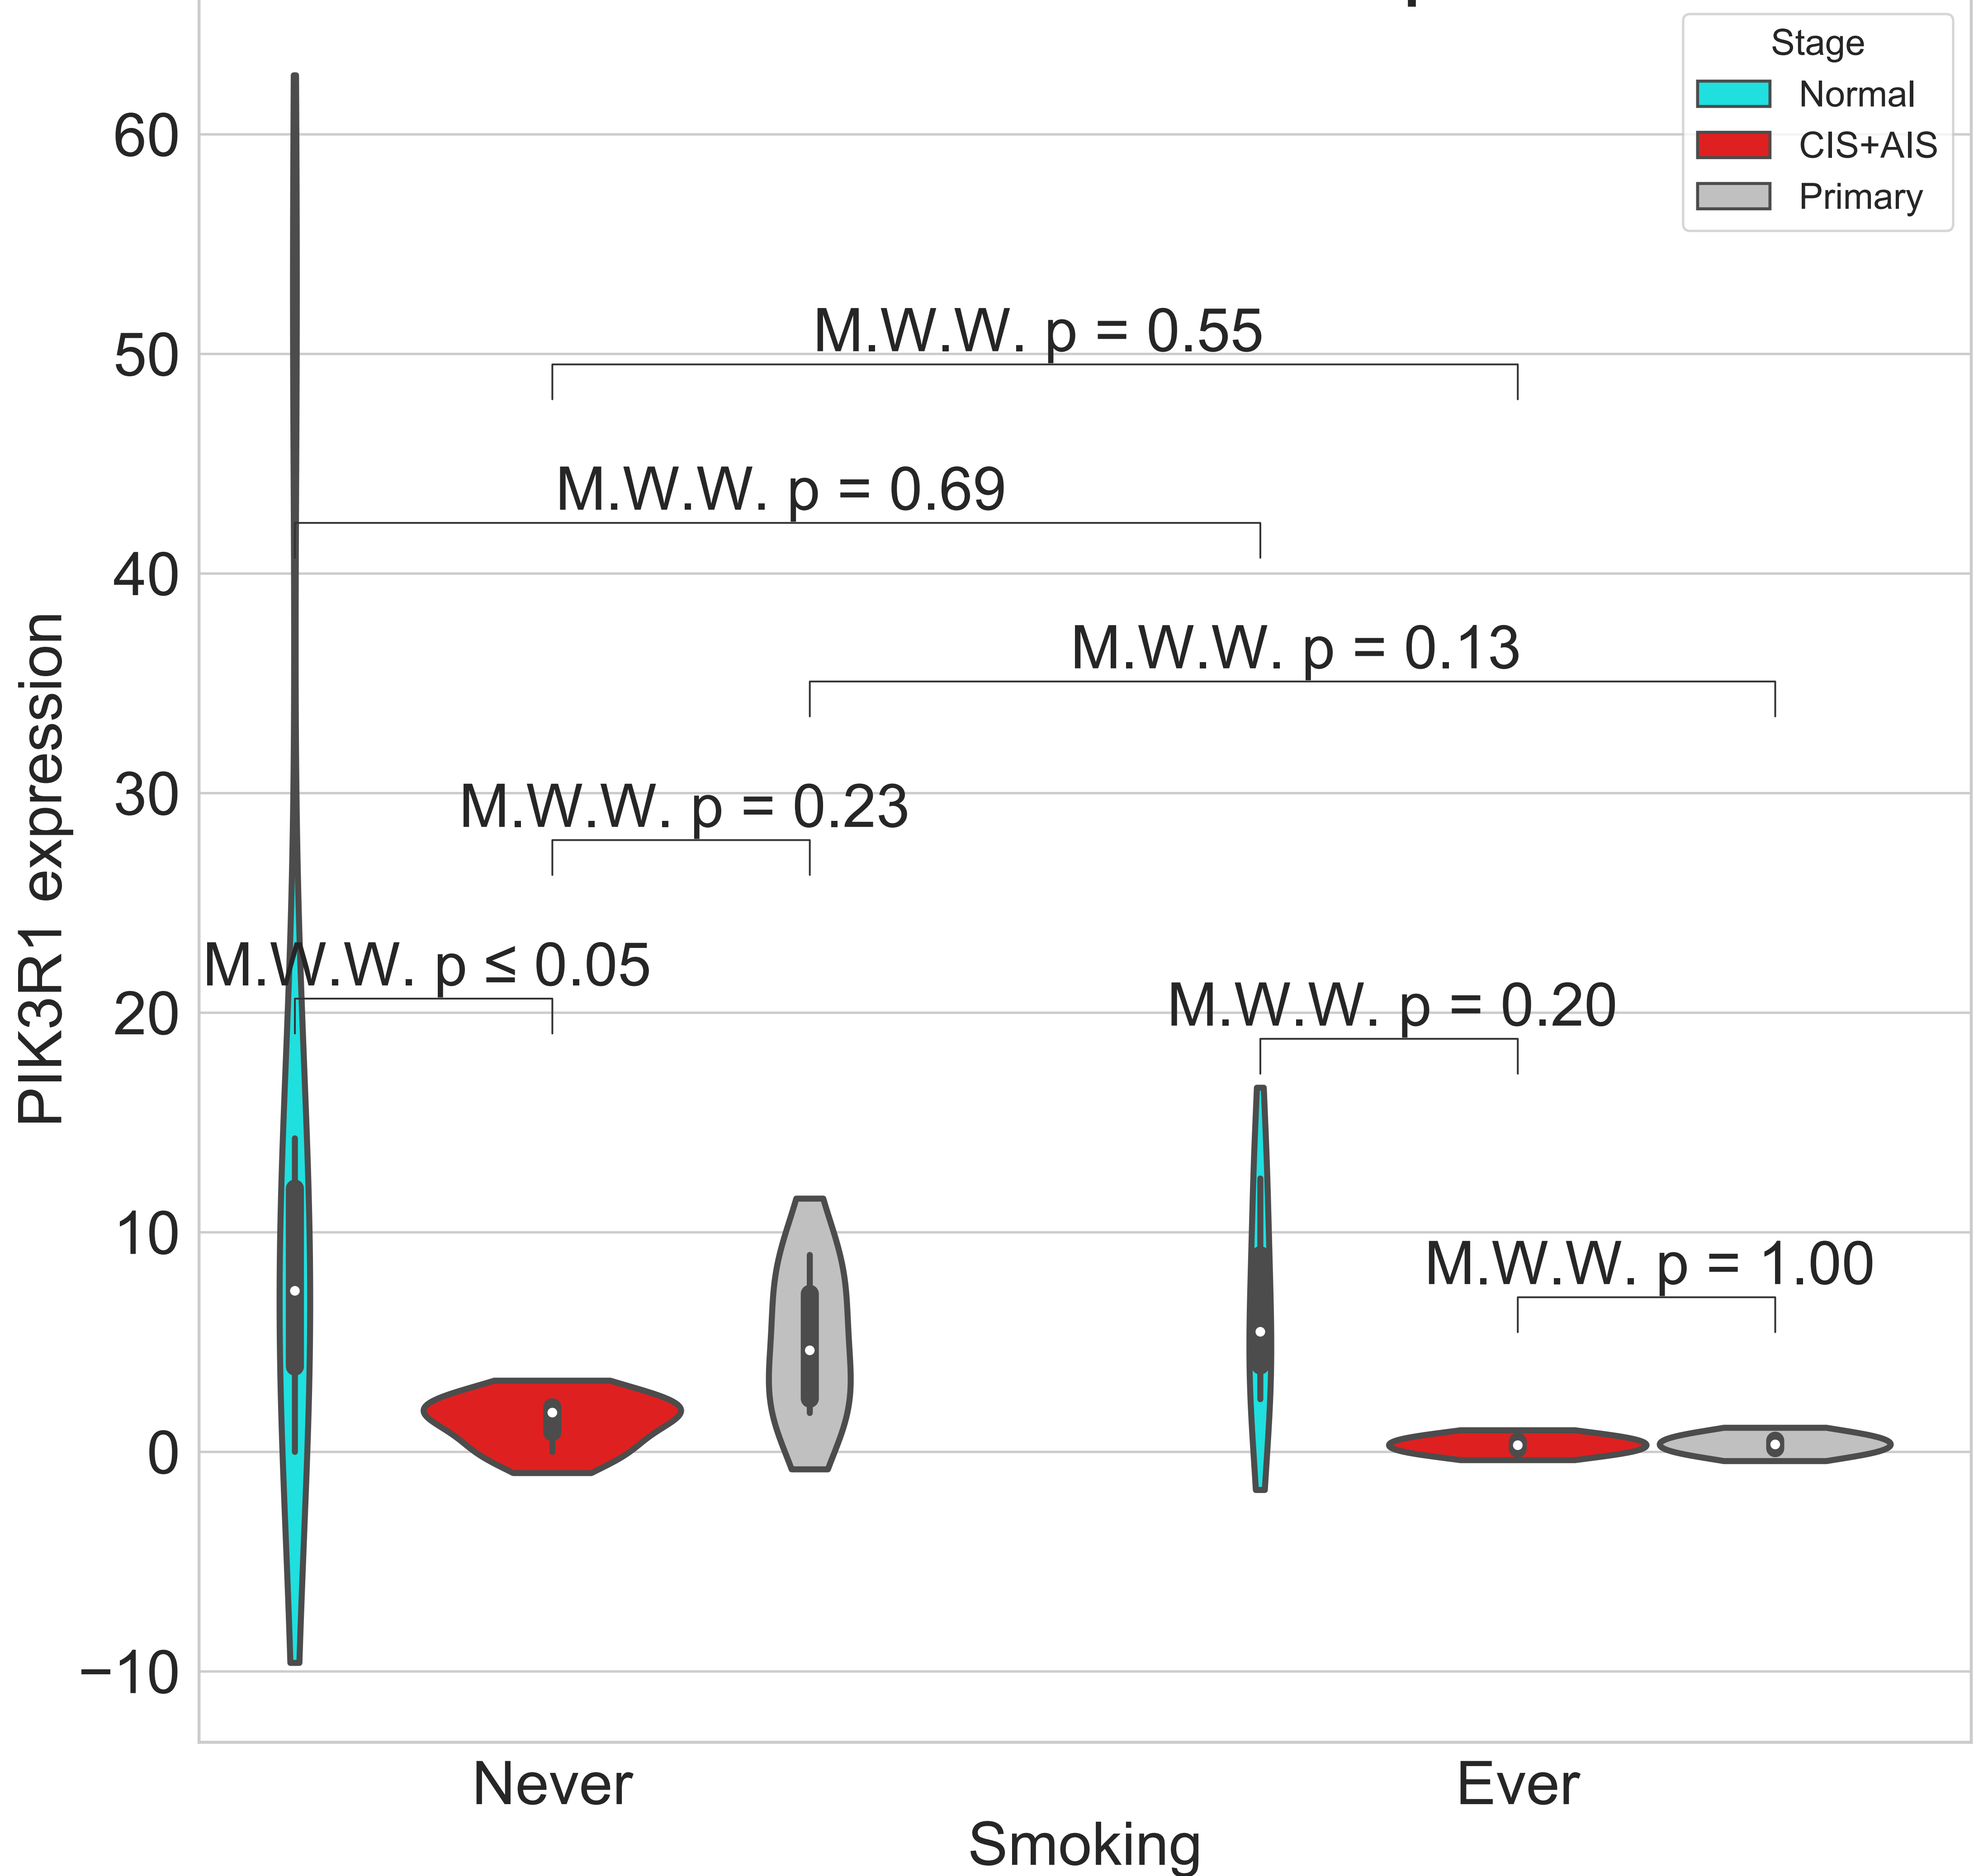 Stage
Normal
CIS+AIS
Primary
60
50
40
30
20
10
0
−10
PIK3R1 expression
M.W.W. p = 0.55
M.W.W. p = 0.69
M.W.W. p = 0.13
M.W.W. p = 0.23
M.W.W. p ≤ 0.05
M.W.W. p = 0.20
M.W.W. p = 1.00
Never
Ever
Smoking